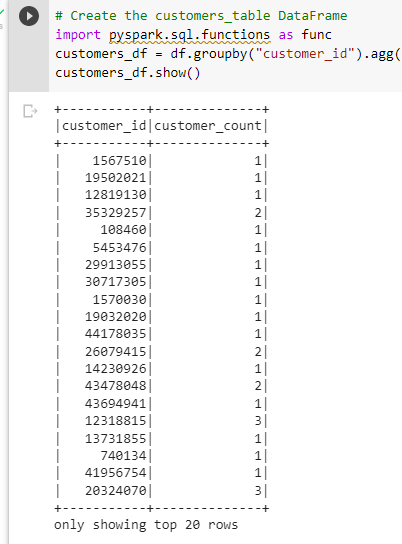 # Create the customers_table DataFrame
import pyspark.sql.functions as func
customers_df = df.groupby("customer_id").agg(
customers_df.show()
+-----------+--------------+
|customer_id|customer_count|
+-----------+--------------+
|    1567510|             1|
|   19502021|             1|
|   12819130|             1|
|   35329257|             2|
|     108460|             1|
|    5453476|             1|
|   29913055|             1|
|   30717305|             1|
|    1570030|             1|
|   19032020|             1|
|   44178035|             1|
|   26079415|             2|
|   14230926|             1|
|   43478048|             2|
|   43694941|             1|
|   12318815|             3|
|   13731855|             1|
|     740134|             1|
|   41956754|             1|
|   20324070|             3|
+-----------+--------------+
only showing top 20 rows